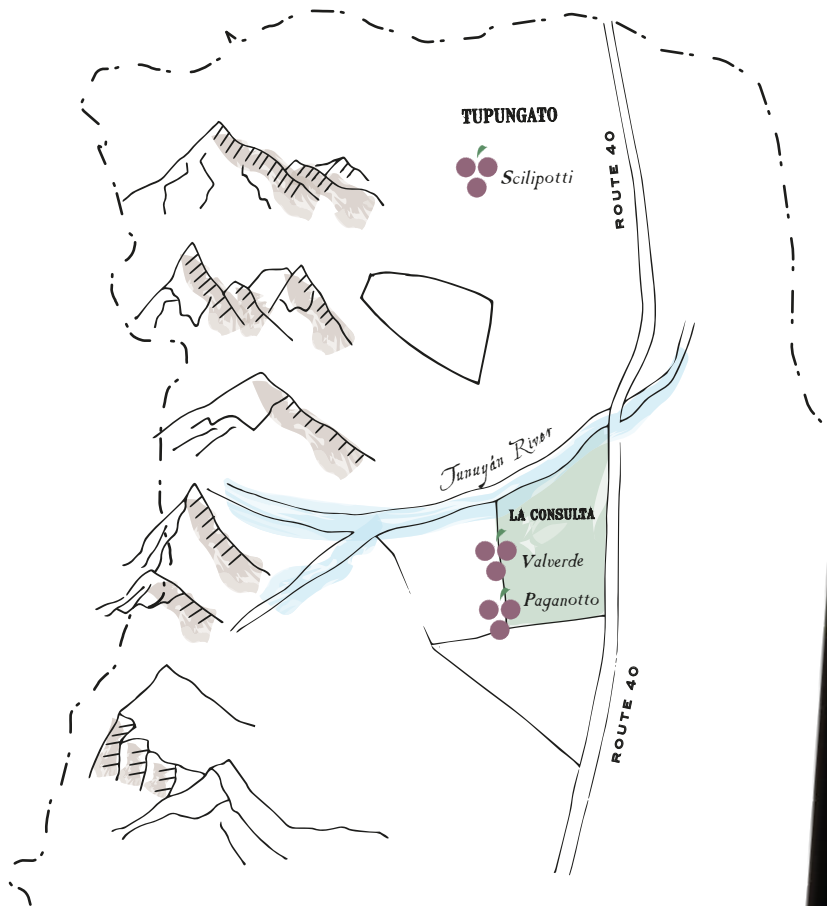 TUPUNGATO
Scilipotti
ROUTE 40
Tunuyán River
LA CONSULTA
Valverde
Paganotto
ROUTE 40